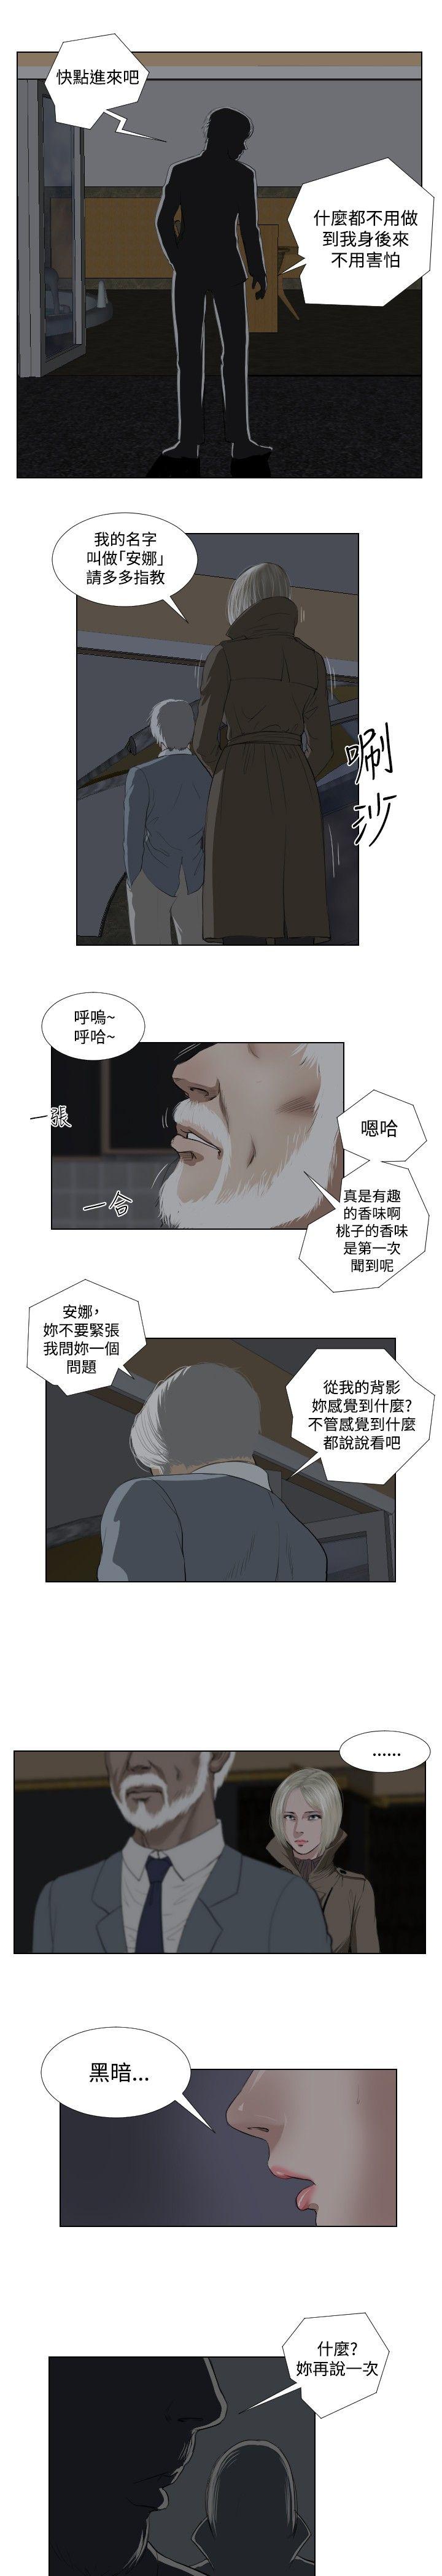 快點進來吧
什麼都不用做
到我身後來
不用害怕
我的名字
叫做「安娜」
請多多指教
唰
沙
呼嗚~
呼哈~
一張
一合
嗯哈
真是有趣
的香味啊
桃子的香味
是第一次
聞到呢
安娜,
妳不要緊張
我問妳一個
問題
從我的背影
妳感覺到什麼?
不管感覺到什麼
都說說看吧
......
黑暗...
什麼?
妳再說一次